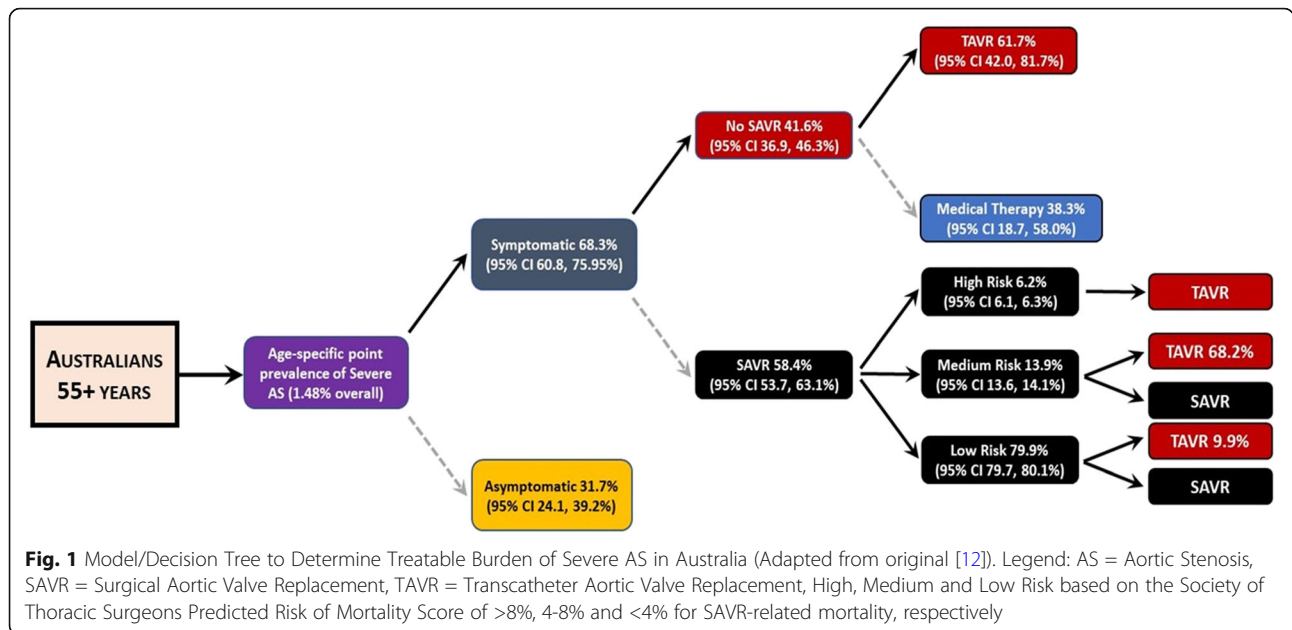 AUSTRALIANS
55+ YEARS
Age-specific point
prevalence of Severe
AS (1.48% overall)
Symptomatic 68.3%
(95% CI 60.8, 75.95%)
Asymptomatic 31.7%
(95% CI 24.1, 39.2%)
No SAVR 41.6%
(95% CI 36.9, 46.3%)
SAVR 58.4%
(95% CI 53.7, 63.1%)
TAVR 61.7%
(95% CI 42.0, 81.7%)
Medical Therapy 38.3%
(95% CI 18.7, 58.0%)
High Risk 6.2%
(95% CI 6.1, 6.3%)
TAVR
Medium Risk 13.9%
(95% CI 13.6, 14.1%)
TAVR 68.2%
SAVR
Low Risk 79.9%
(95% CI 79.7, 80.1%)
TAVR 9.9%
SAVR
Fig. 1 Model/Decision Tree to Determine Treatable Burden of Severe AS in Australia (Adapted from original [12]). Legend: AS = Aortic Stenosis,
SAVR = Surgical Aortic Valve Replacement, TAVR = Transcatheter Aortic Valve Replacement, High, Medium and Low Risk based on the Society of
Thoracic Surgeons Predicted Risk of Mortality Score of >8%, 4-8% and <4% for SAVR-related mortality, respectively